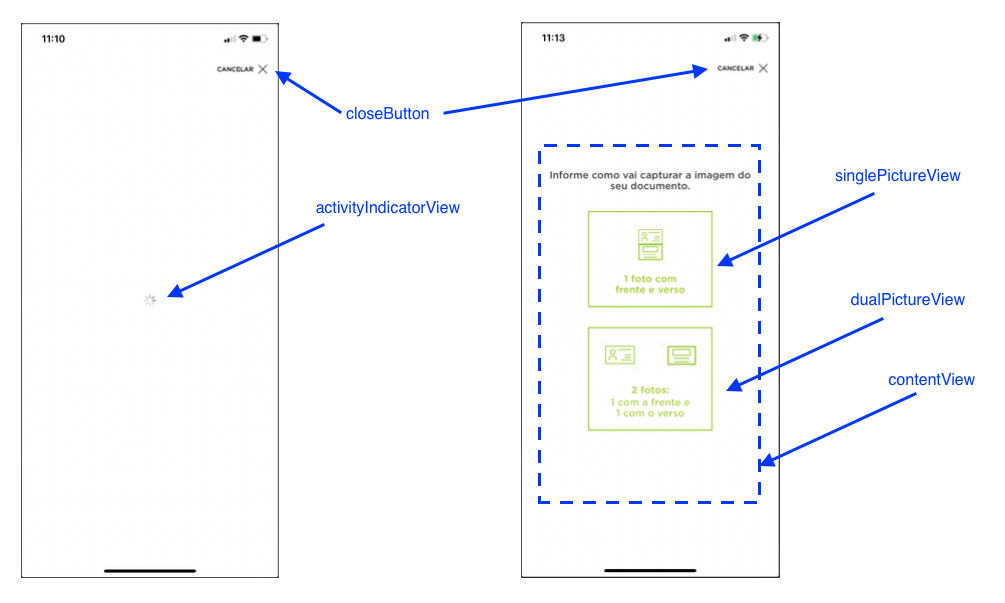 11:10
CANCELAR
closeButton
activityIndicatorView
11:13
CANCELAR
Informe como vai capturar a imagem do
seu documento.
1 foto com
frente e verso
2 fotos:
1 com a frente e
1 com o verso
singlePictureView
dualPictureView
contentView